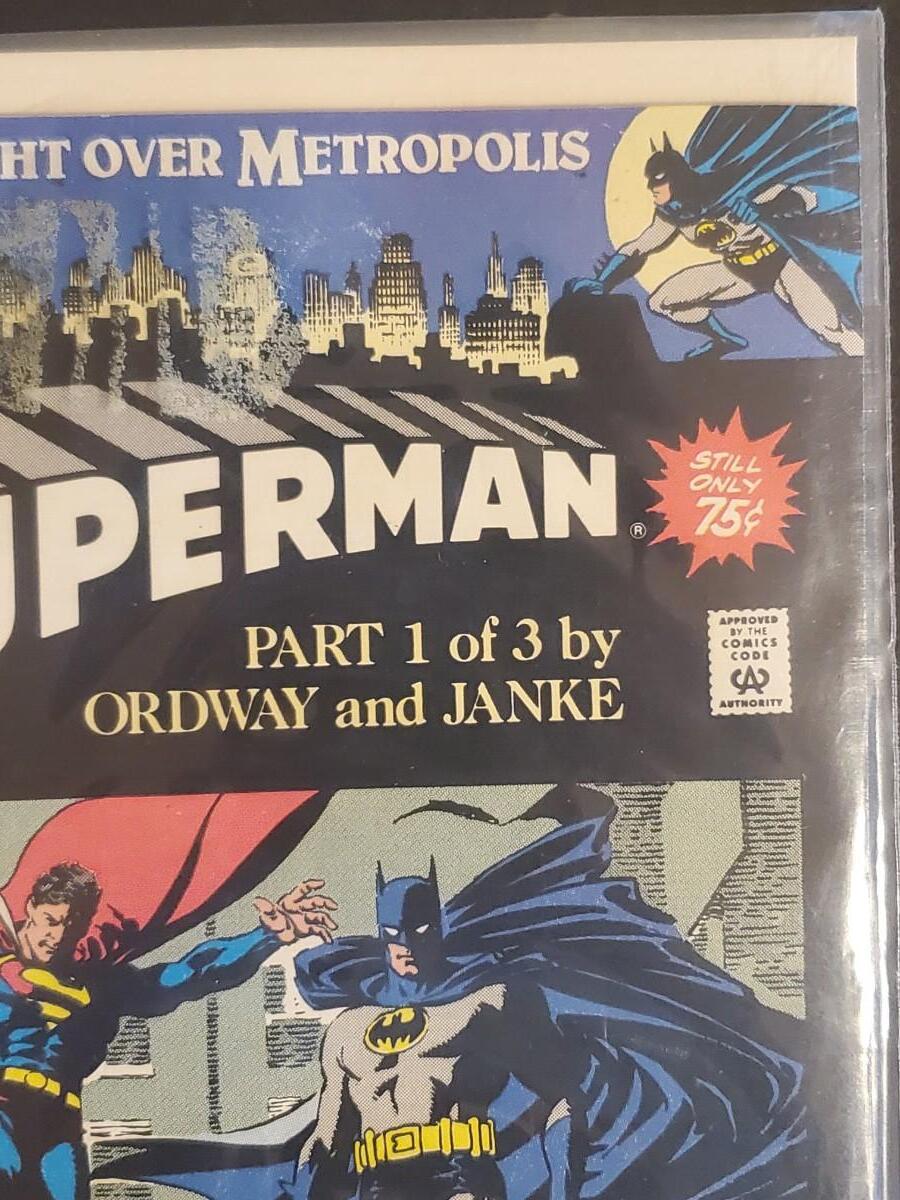 HT OVER METROPOLIS
UPERMAN®
STILL
ONLY
75¢
PART 1 of 3 by
ORDWAY and JANKE
APPROVED
BY THE
COMICS
CODE
CA
AUTHORITY